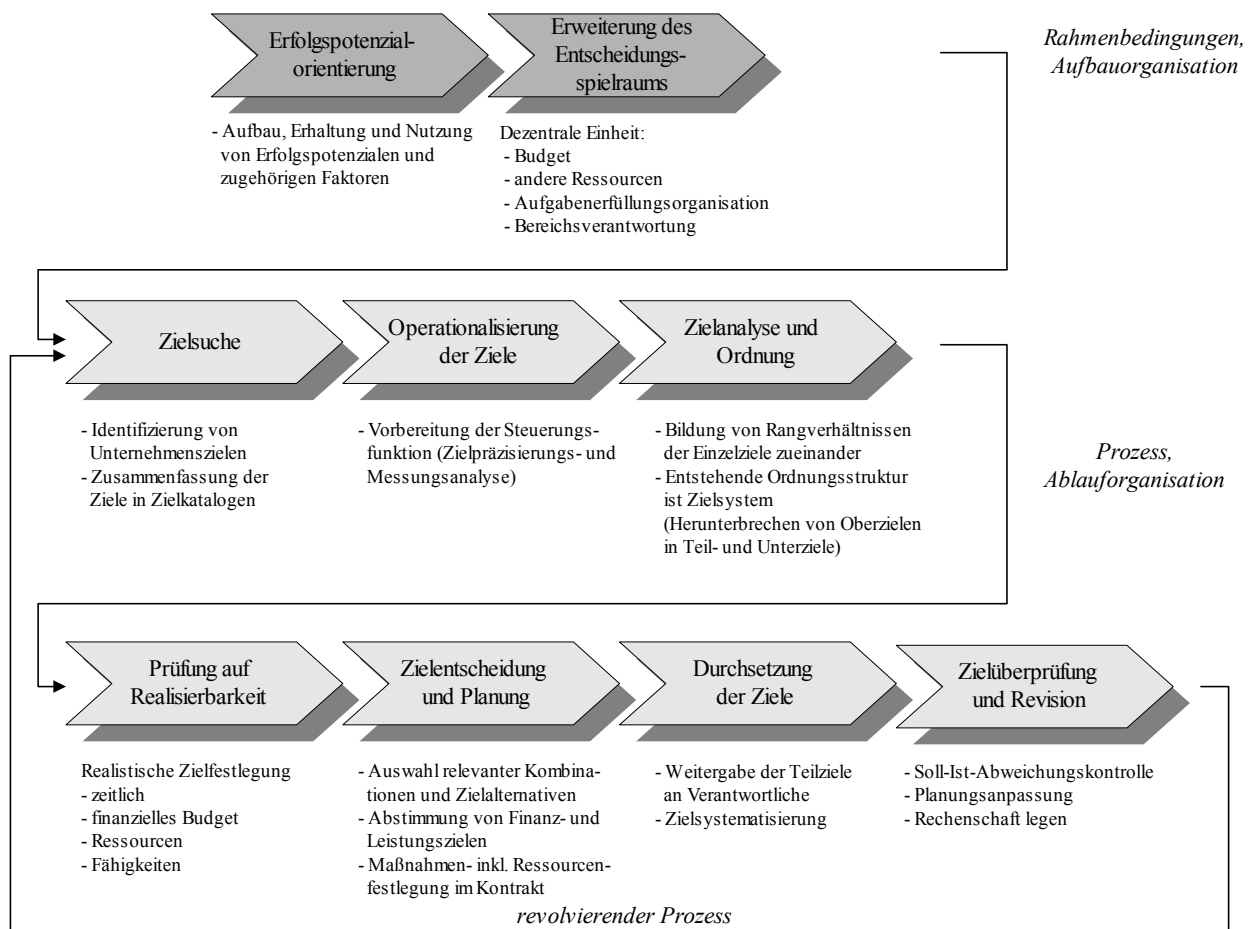 Erfolgspotenzial-
orientierung
Erweiterung des
Entscheidungs-
spielraums
Rahmenbedingungen,
Aufbauorganisation
- Aufbau, Erhaltung und Nutzung
von Erfolgspotenzialen und
zugehörigen Faktoren
Dezentrale Einheit:
- Budget
- andere Ressourcen
- Aufgabenerfüllungsorganisation
- Bereichsverantwortung
Zielsuche
Operationalisierung
der Ziele
Zielanalyse und
Ordnung
- Identifizierung von
Unternehmenszielen
- Zusammenfassung der
Ziele in Zielkatalogen
- Vorbereitung der Steuerungs-
funktion (Zielpräzisierungs- und
Messungsanalyse)
- Bildung von Rangverhältnissen
der Einzelziele zueinander
- Entstehende Ordnungsstruktur
ist Zielsystem
(Herunterbrechen von Oberzielen
in Teil- und Unterziele)
Prozess,
Ablauforganisation
Prüfung auf
Realisierbarkeit
Zielentscheidung
und Planung
Durchsetzung
der Ziele
Zielüberprüfung
und Revision
Realistische Zielfestlegung
- zeitlich
- finanzielles Budget
- Ressourcen
- Fähigkeiten
- Auswahl relevanter Kombina-
tionen und Zielalternativen
- Abstimmung von Finanz- und
Leistungszielen
- Maßnahmen- inkl. Ressourcen-
festlegung im Kontrakt
- Weitergabe der Teilziele
an Verantwortliche
- Zielsystematisierung
- Soll-Ist-Abweichungskontrolle
- Planungsanpassung
- Rechenschaft legen
revolvierender Prozess